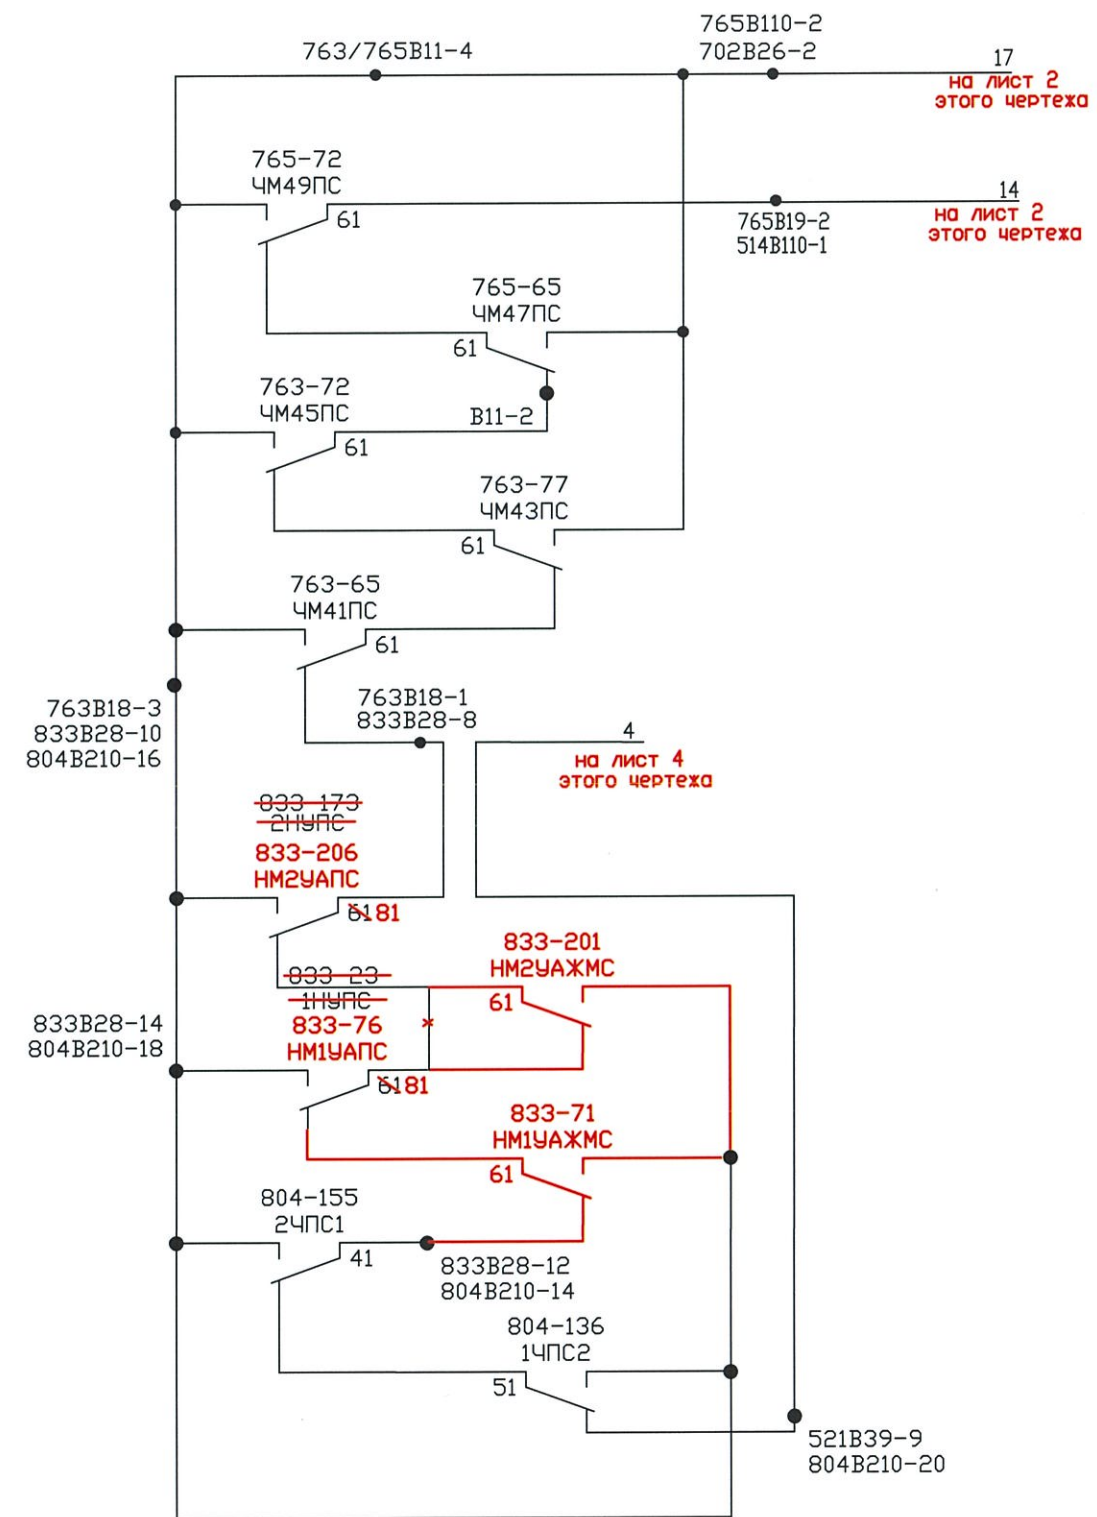 763/765В11-4
765В110-2
702В26-2
17
на лист 2
этого чертежа
765-72
ЧМ49ПС
61
14
765В19-2
514В110-1
на лист 2
этого чертежа
765-65
ЧМ47ПС
61
763-72
ЧМ45ПС
61
В11-2
763-77
ЧМ43ПС
61
763-65
ЧМ41ПС
61
763В18-3
833В28-10
804В210-16
763В18-1
833В28-8
4
на лист 4
этого чертежа
833-173
2НУПС
833-206
НМ2УАПС
61 81
833-201
НМ2УАЖМС
61
833-23
1НУПС
833-76
НМ1УАПС
61 81
833В28-14
804В210-18
833-71
НМ1УАЖМС
61
804-155
2ЧПС1
41
833В28-12
804В210-14
804-136
1ЧПС2
51
521В39-9
804В210-20